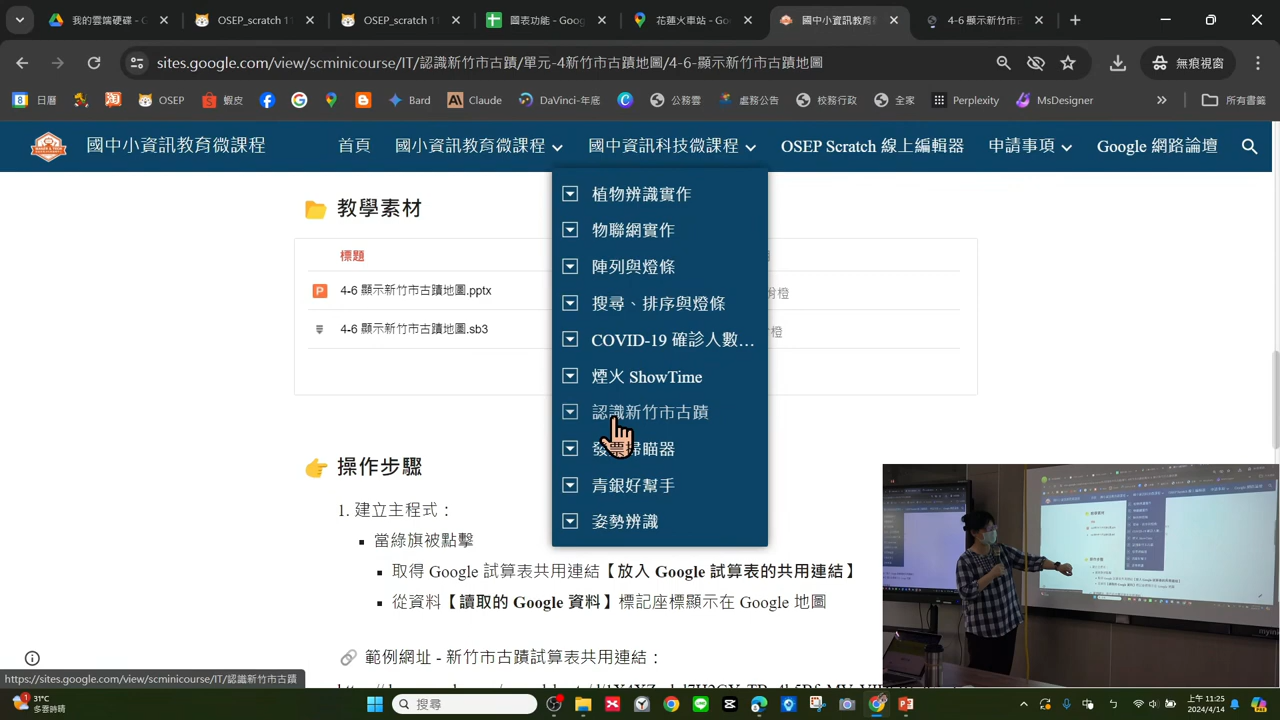 我的雲端硬碟 - G
OSEP_scratch 11
OSEP_scratch 1
圖表功能 - Goog
花蓮火車站 - Go
國中小資訊教育
4-6 顯示新竹市古
sites.google.com/view/scminicourse/IT/認識新竹市古蹟/單元-4新竹市古蹟地圖/4-6-顯示新竹市古蹟地圖
無痕視窗
日曆
OSEP
蝦皮
Bard
Claude
DaVinci-年底
公務雲
處務公告
校務行政
全家
Perplexity
MsDesigner
所有書籤
國中小資訊教育微課程
首頁
國小資訊教育微課程
國中資訊科技微課程
OSEP Scratch 線上編輯器
申請事項
Google 網路論壇
植物辨識實作
物聯網實作
陣列與燈條
搜尋、排序與燈條
COVID-19 確診人數...
煙火 ShowTime
認識新竹市古蹟
發票掃瞄器
青銀好幫手
姿勢辨識
教學素材
標題
4-6 顯示新竹市古蹟地圖.pptx
4-6 顯示新竹市古蹟地圖.sb3
操作步驟
1. 建立主程式：
當綠旗被點擊
取得 Google 試算表共用連結【放入 Google 試算表的共用連結】
從資料【讀取的 Google 資料】標記座標顯示在 Google 地圖
範例網址 - 新竹市古蹟試算表共用連結：
https://sites.google.com/view/scminicourse/IT/認識新竹市古蹟
31°C
多雲時晴
搜尋
上午 11:25
2024/4/14